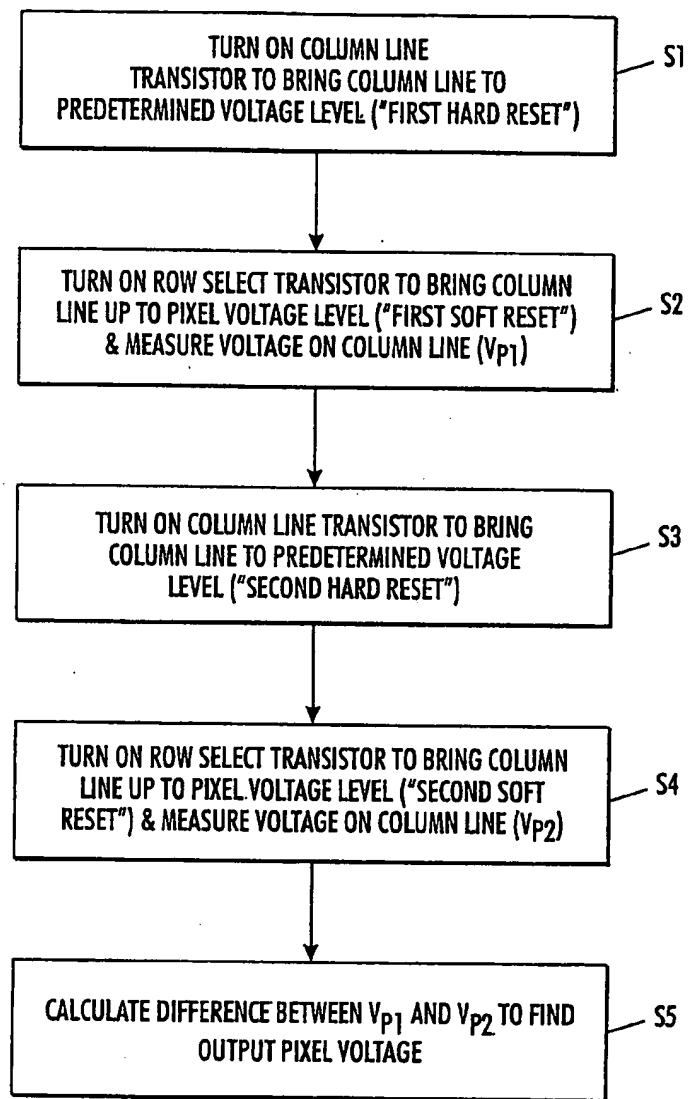 TURN ON COLUMN LINE
TRANSISTOR TO BRING COLUMN LINE TO
PREDETERMINED VOLTAGE LEVEL ("FIRST HARD RESET")
S1
TURN ON ROW SELECT TRANSISTOR TO BRING COLUMN
LINE UP TO PIXEL VOLTAGE LEVEL ("FIRST SOFT RESET")
& MEASURE VOLTAGE ON COLUMN LINE (VP1)
S2
TURN ON COLUMN LINE TRANSISTOR TO BRING
COLUMN LINE TO PREDETERMINED VOLTAGE
LEVEL ("SECOND HARD RESET")
S3
TURN ON ROW SELECT TRANSISTOR TO BRING COLUMN
LINE UP TO PIXEL VOLTAGE LEVEL ("SECOND SOFT
RESET") & MEASURE VOLTAGE ON COLUMN LINE (VP2)
S4
CALCULATE DIFFERENCE BETWEEN VP1 AND VP2 TO FIND
OUTPUT PIXEL VOLTAGE
S5